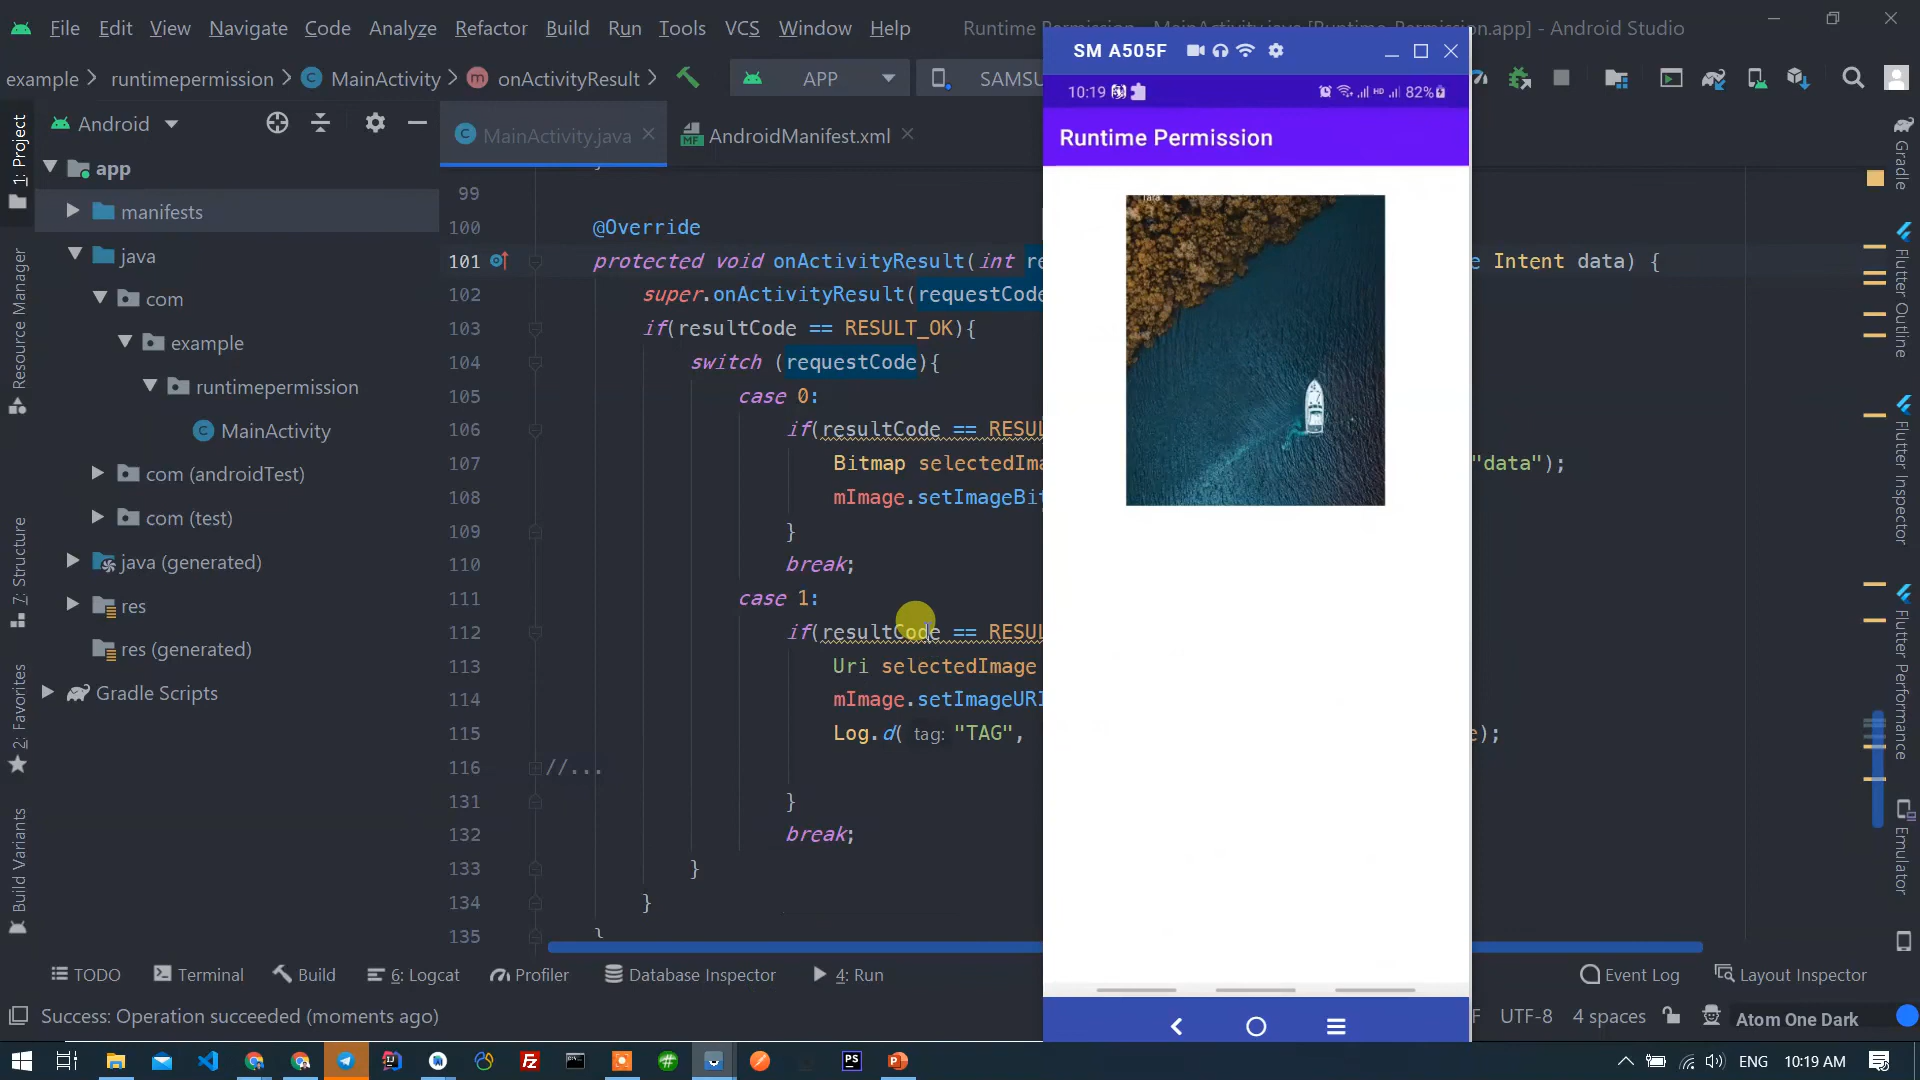 File Edit View Navigate Code Analyze Refactor Build Run Tools VCS Window Help Runtime Permission - MainActivity.java [Runtime Permission.app] - Android Studio
example runtimepermission MainActivity onActivityResult APP SAMSU
Android
MainActivity.java AndroidManifest.xml
app
manifests
java
com
example
runtimepermission
MainActivity
com (androidTest)
com (test)
java (generated)
res
res (generated)
Gradle Scripts
1: Project
Resource Manager
7: Structure
2: Favorites
Build Variants
99
100 @Override
101 protected void onActivityResult(int re e Intent data) {
102 super.onActivityResult(requestCode
103 if(resultCode == RESULT_OK){
104 switch (requestCode){
105 case 0:
106 if(resultCode == RESUL
107 Bitmap selectedIma "data");
108 mImage.setImageBit
109 }
110 break;
111 case 1:
112 if(resultCode == RESUL
113 Uri selectedImage
114 mImage.setImageURI
115 Log.d( tag: "TAG", e);
116 //...
131 }
132 break;
133 }
134 }
135 }
SM A505F
10:19 HD 82%
Runtime Permission
Gradle
Flutter Outline
Flutter Inspector
Flutter Performance
Emulator
TODO Terminal Build 6: Logcat Profiler Database Inspector 4: Run Event Log Layout Inspector
Success: Operation succeeded (moments ago) F UTF-8 4 spaces Atom One Dark
ENG 10:19 AM